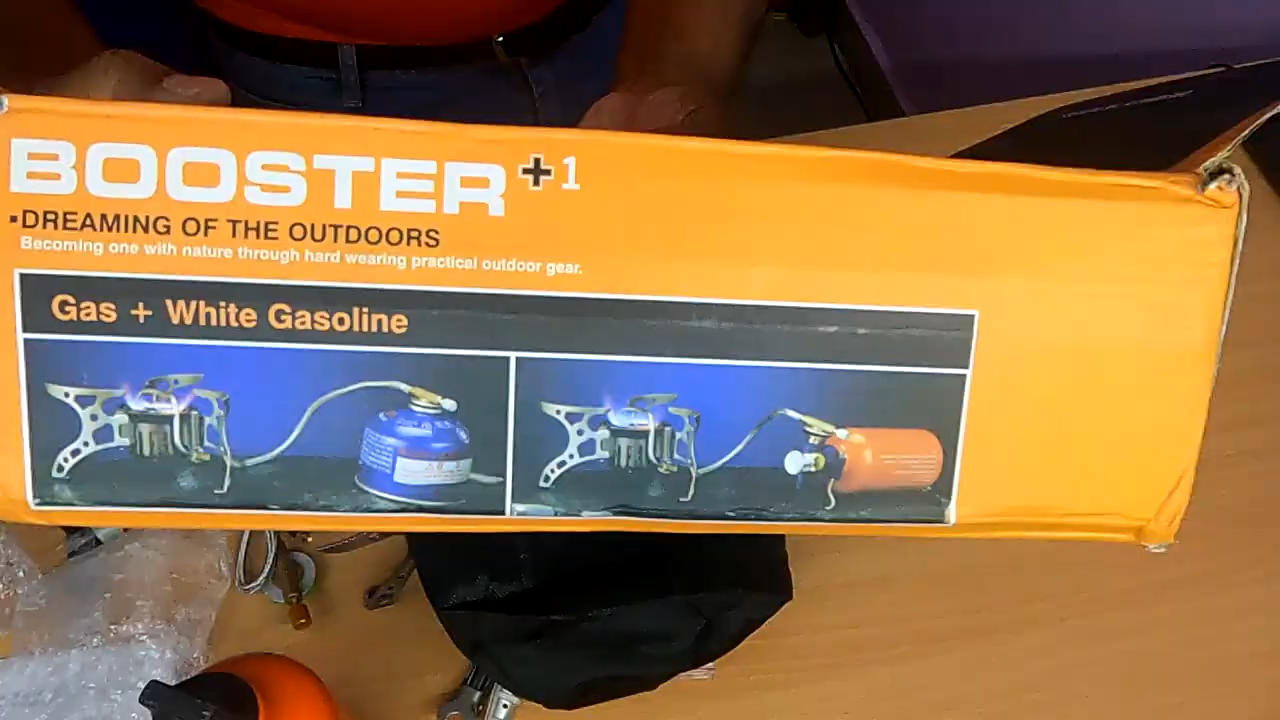 BOOSTER+1
▪DREAMING OF THE OUTDOORS
Becoming one with nature through hard wearing practical outdoor gear.
Gas + White Gasoline